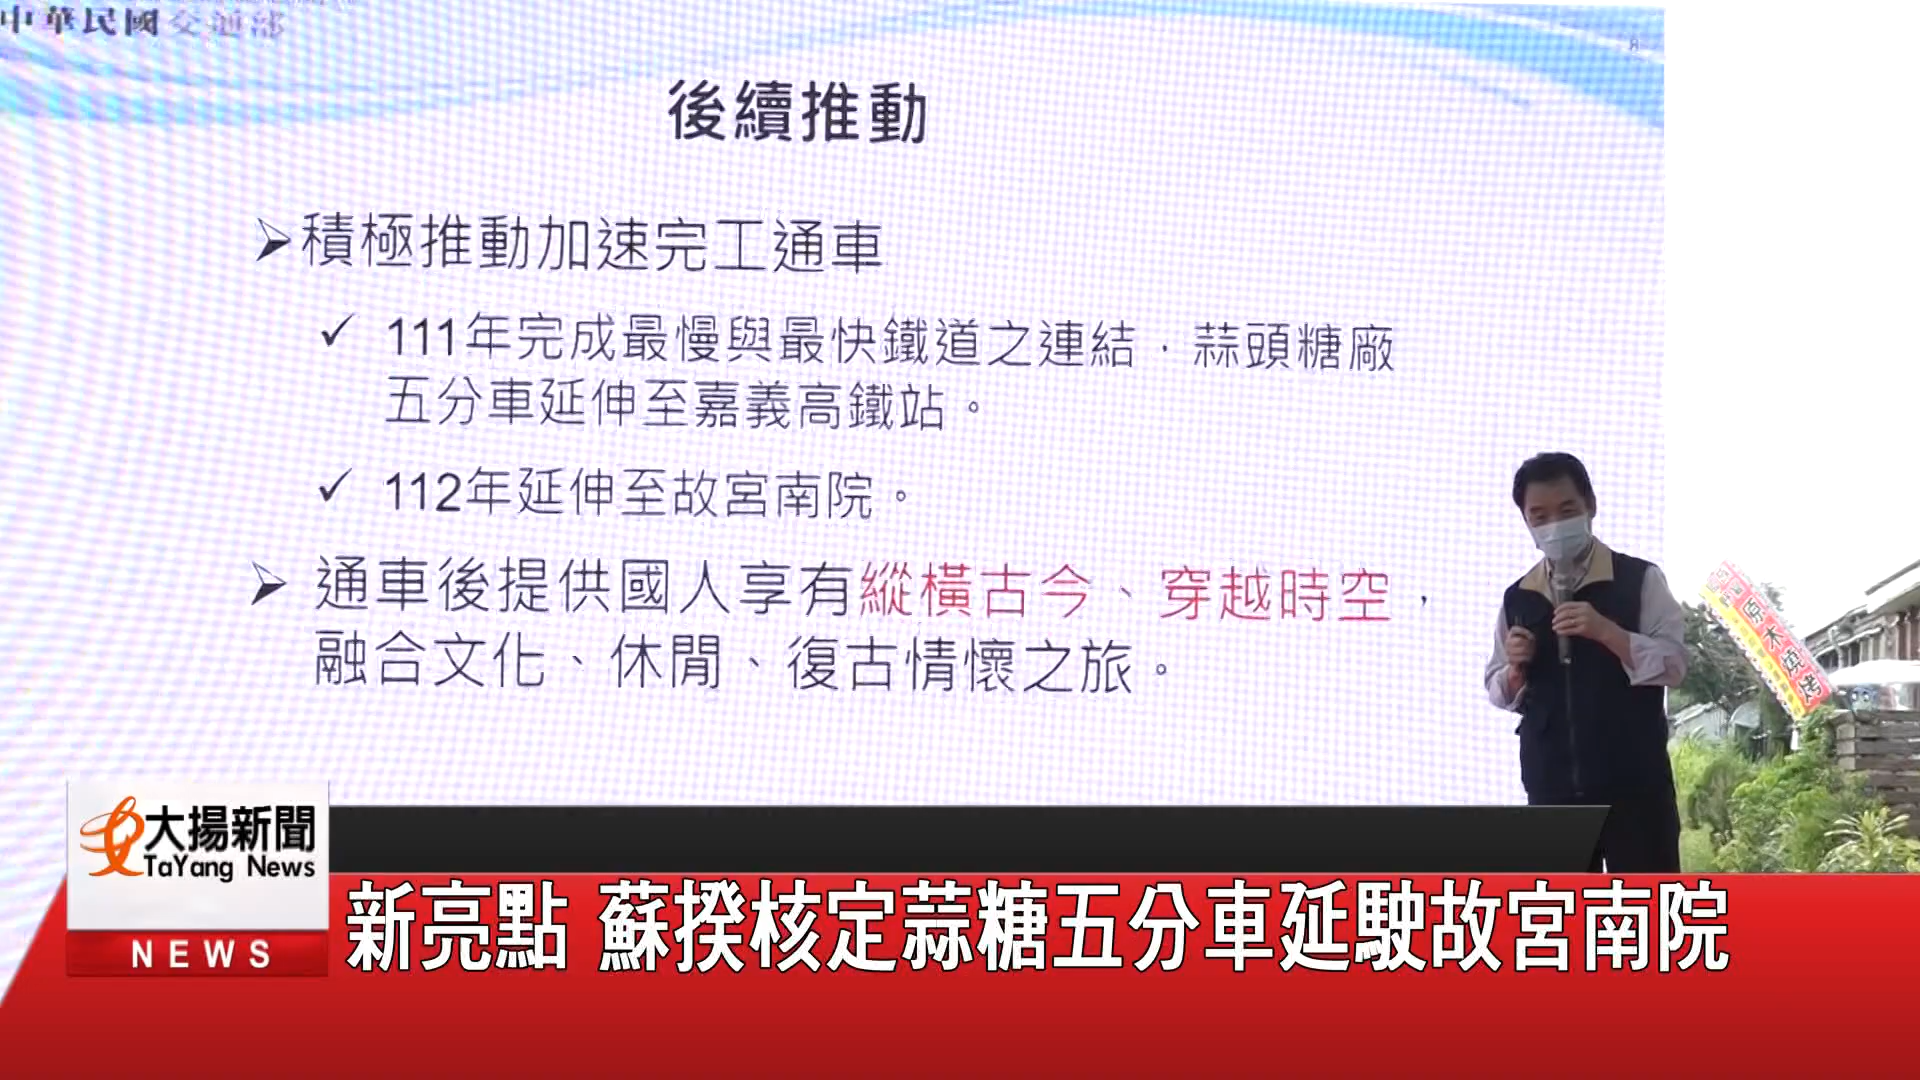 中華民國交通部
8
後續推動
➢積極推動加速完工通車
✓ 111年完成最慢與最快鐵道之連結，蒜頭糖廠
五分車延伸至嘉義高鐵站。
✓ 112年延伸至故宮南院。
➢ 通車後提供國人享有縱橫古今、穿越時空，
融合文化、休閒、復古情懷之旅。
原木燒烤
大揚新聞
TaYang News
NEWS
新亮點 蘇揆核定蒜糖五分車延駛故宮南院